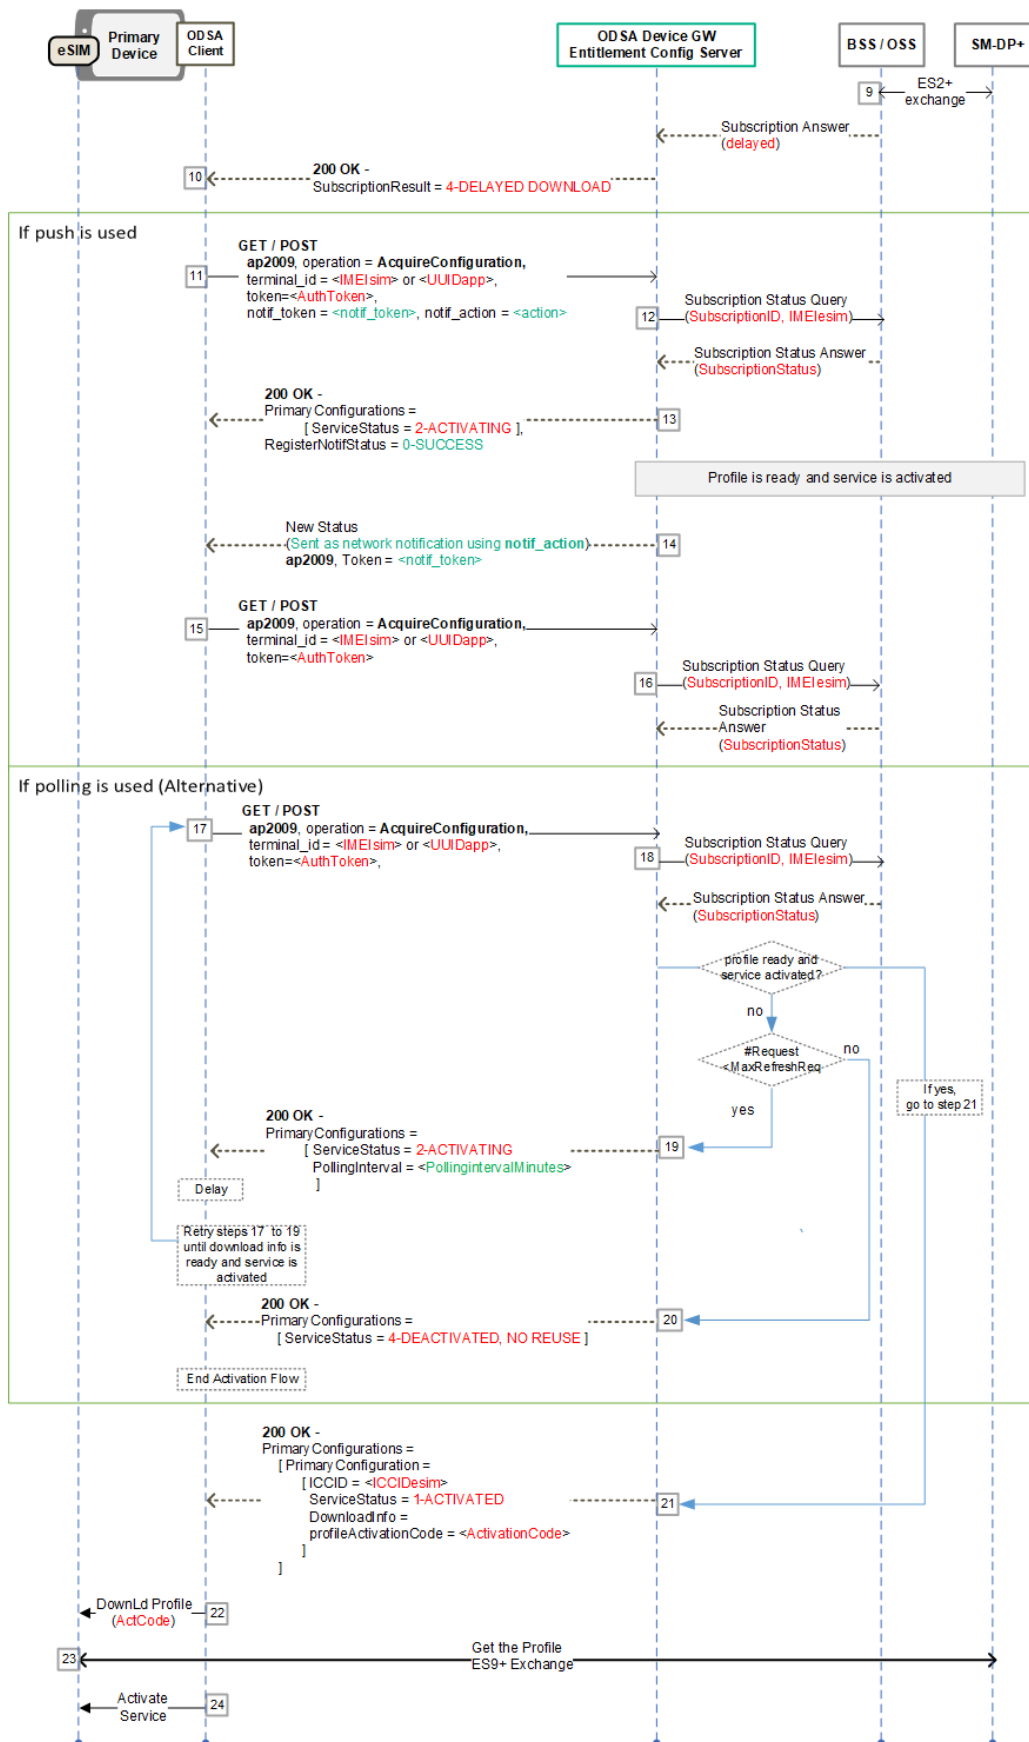 eSIM
Primary
Device
ODSA
Client
ODSA Device GW
Entitlement Config Server
BSS / OSS
SM-DP+
9
ES2+
exchange
Subscription Answer
(delayed)
10
200 OK -
SubscriptionResult = 4-DELAYED DOWNLOAD
If push is used
GET / POST
ap2009, operation = AcquireConfiguration,
11
terminal_id = <IMEIsim> or <UUIDapp>,
token=<AuthToken>,
notif_token = <notif_token>, notif_action = <action>
12
Subscription Status Query
(SubscriptionID, IMEIesim)
Subscription Status Answer
(SubscriptionStatus)
200 OK -
Primary Configurations =
13
[ ServiceStatus = 2-ACTIVATING ],
RegisterNotifStatus = 0-SUCCESS
Profile is ready and service is activated
New Status
(Sent as network notification using notif_action)
14
ap2009, Token = <notif_token>
GET / POST
15
ap2009, operation = AcquireConfiguration,
terminal_id = <IMEIsim> or <UUIDapp>,
token=<AuthToken>
16
Subscription Status Query
(SubscriptionID, IMEIesim)
Subscription Status
Answer
(SubscriptionStatus)
If polling is used (Alternative)
GET / POST
17
ap2009, operation = AcquireConfiguration,
terminal_id = <IMEIsim> or <UUIDapp>,
token=<AuthToken>,
18
Subscription Status Query
(SubscriptionID, IMEIesim)
Subscription Status Answer
(SubscriptionStatus)
profile ready and
service activated?
no
#Request
<MaxRefreshReq
no
yes
If yes,
go to step 21
200 OK -
Primary Configurations =
19
[ ServiceStatus = 2-ACTIVATING
PollingInterval = <PollingintervalMinutes>
]
Delay
Retry steps 17 to 19
until download info is
ready and service is
activated
200 OK -
Primary Configurations =
20
[ ServiceStatus = 4-DEACTIVATED, NO REUSE ]
End Activation Flow
200 OK -
Primary Configurations =
[ Primary Configuration =
[ ICCID = <ICCIDesim>
ServiceStatus = 1-ACTIVATED
21
DownloadInfo =
profileActivationCode = <ActivationCode>
]
]
DownLd Profile
(ActCode)
22
23
Get the Profile
ES9+ Exchange
Activate
Service
24